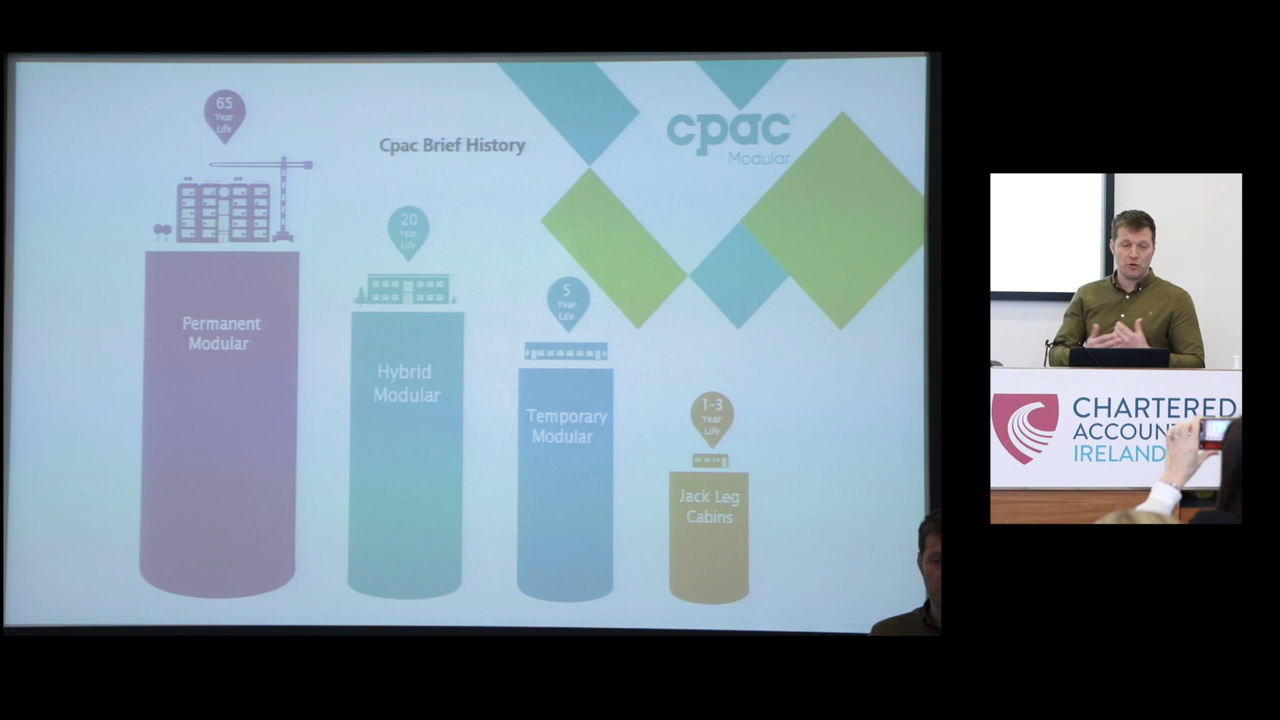 65
Year
Life
Cpac Brief History
cpac
Modular
20
Year
Life
5
Year
Life
Permanent
Modular
Hybrid
Modular
Temporary
Modular
1-3
Year
Life
Jack Leg
Cabins
CHARTERED
IRELAND